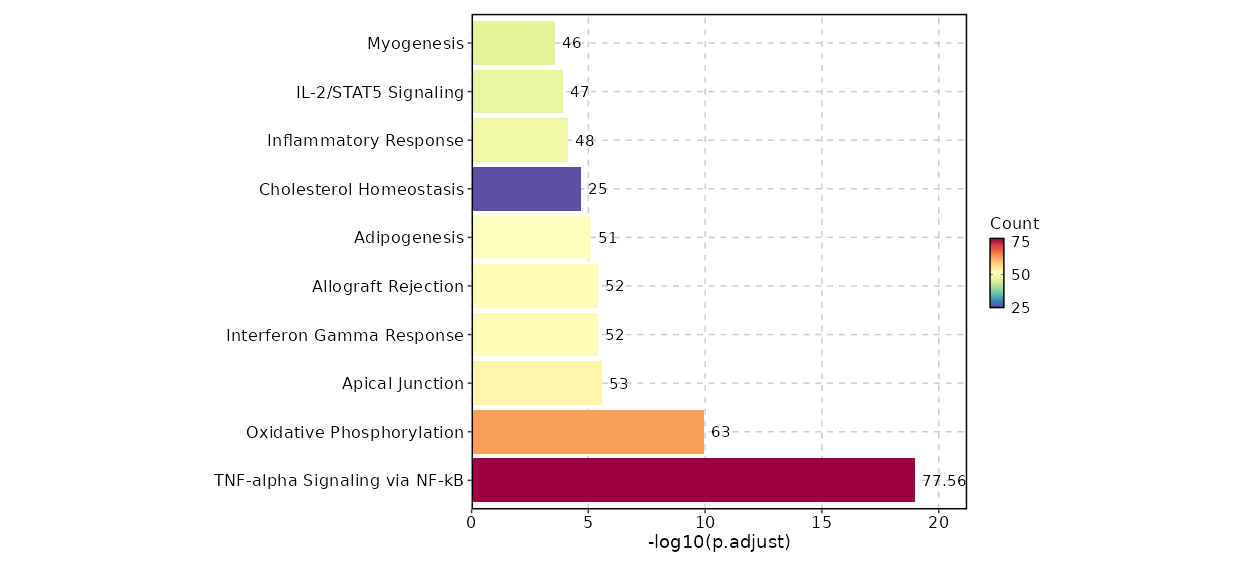 Myogenesis 46
IL-2/STAT5 Signaling 47
Inflammatory Response 48
Cholesterol Homeostasis 25
Adipogenesis 51
Allograft Rejection 52
Interferon Gamma Response 52
Apical Junction 53
Oxidative Phosphorylation 63
TNF-alpha Signaling via NF-kB 77.56
0 5 10 15 20
-log10(p.adjust)
Count
75
50
25